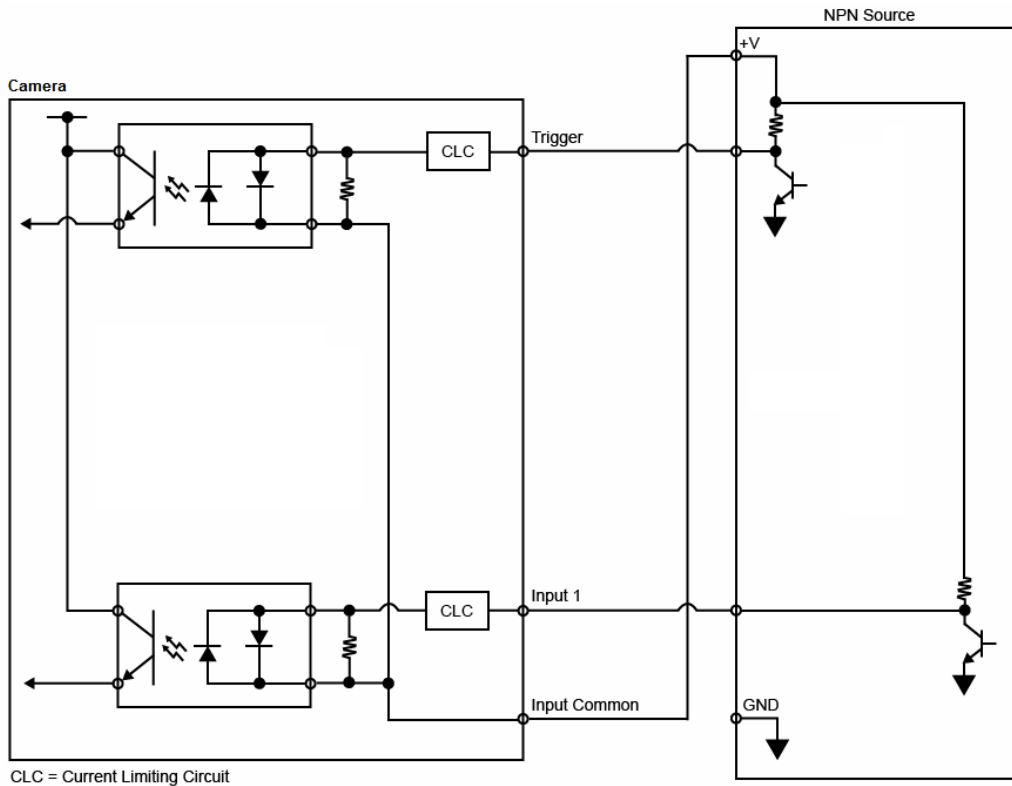 NPN Source
+V
Camera
Trigger
CLC
Input 1
CLC
Input Common
GND
CLC = Current Limiting Circuit